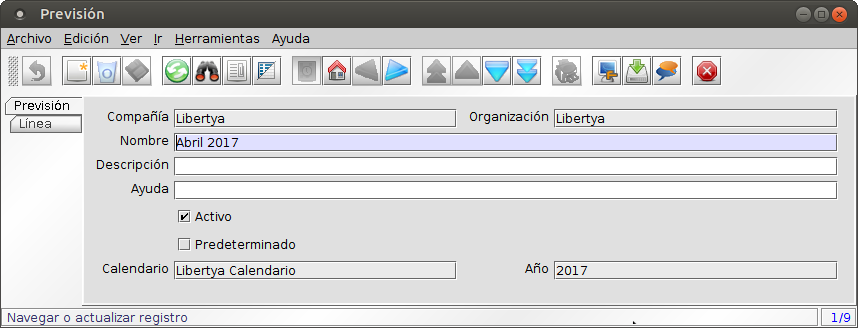 Previsión
Archivo Edición Ver Ir Herramientas Ayuda
Previsión
Línea
Compañía Libertya Organización Libertya
Nombre Abril 2017
Descripción
Ayuda
Activo
Predeterminado
Calendario Libertya Calendario Año 2017
Navegar o actualizar registro 1/9